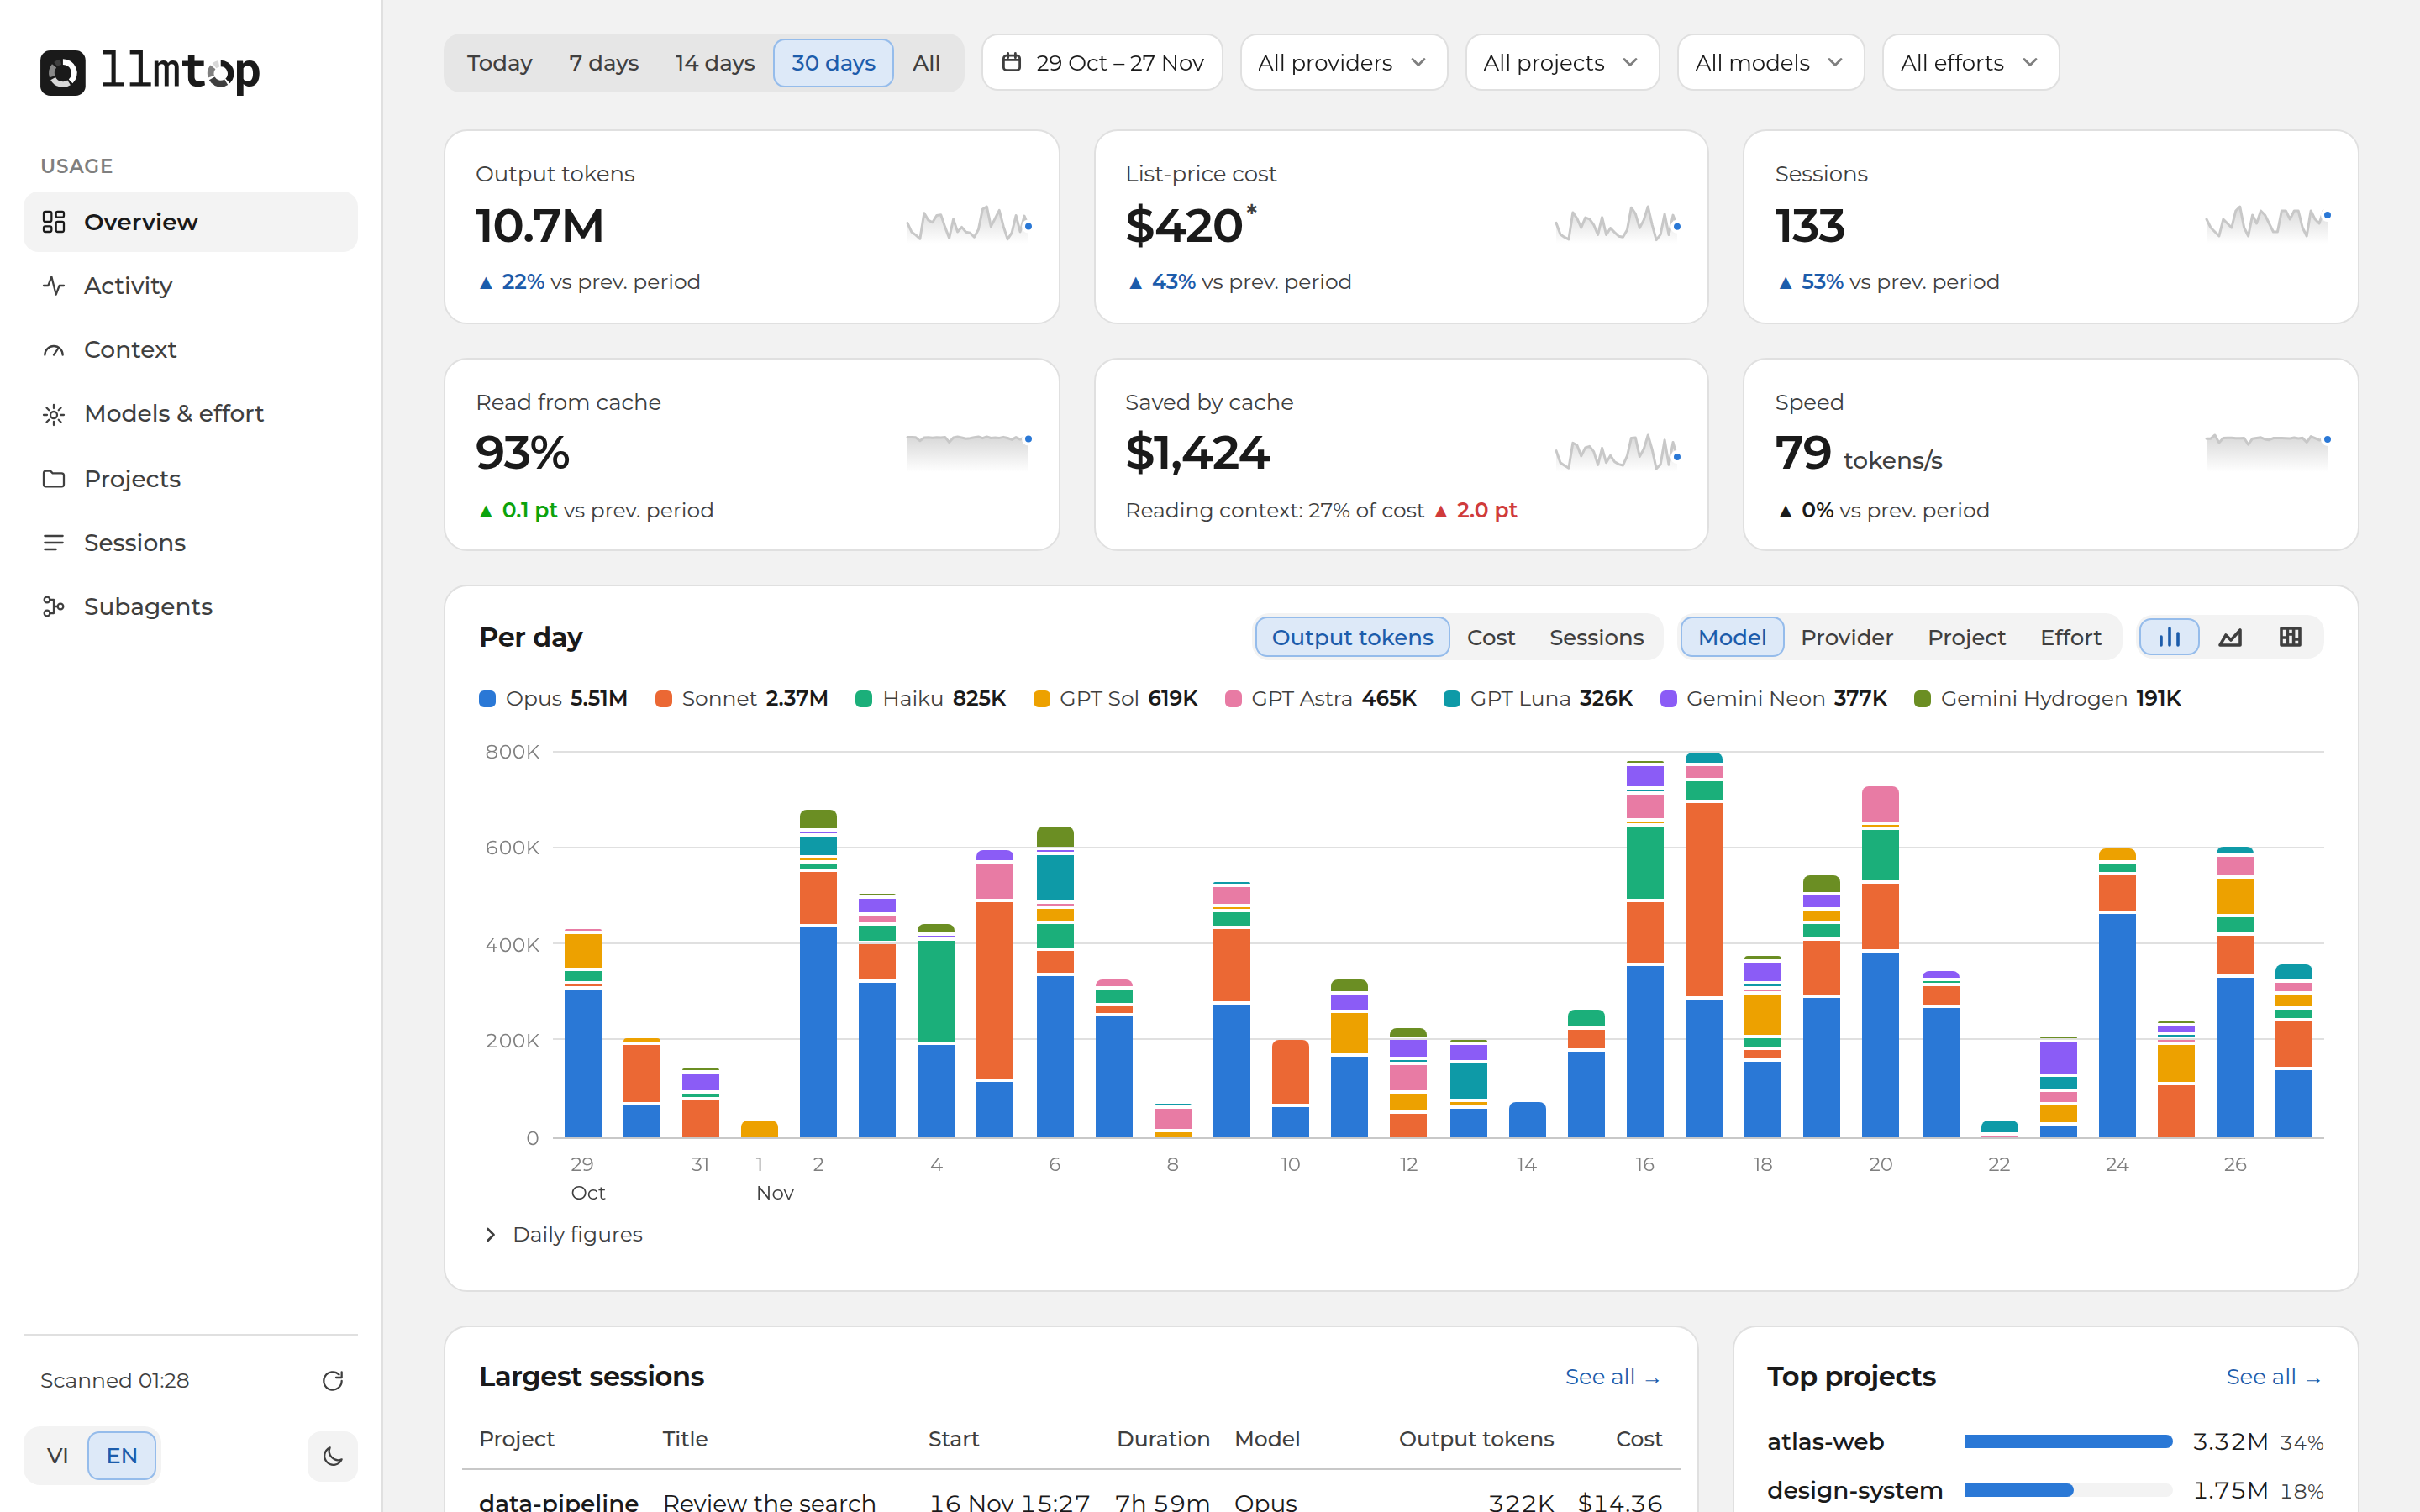 llmtop
USAGE
Overview
Activity
Context
Models & effort
Projects
Sessions
Subagents
Scanned 01:28
VI EN
Today 7 days 14 days 30 days All 29 Oct – 27 Nov All providers All projects All models All efforts
Output tokens
10.7M
▲ 22% vs prev. period
List-price cost
$420*
▲ 43% vs prev. period
Sessions
133
▲ 53% vs prev. period
Read from cache
93%
▲ 0.1 pt vs prev. period
Saved by cache
$1,424
Reading context: 27% of cost ▲ 2.0 pt
Speed
79 tokens/s
▲ 0% vs prev. period
Per day Output tokens Cost Sessions Model Provider Project Effort
Opus 5.51M Sonnet 2.37M Haiku 825K GPT Sol 619K GPT Astra 465K GPT Luna 326K Gemini Neon 377K Gemini Hydrogen 191K
800K
600K
400K
200K
0
29 31 1 2 4 6 8 10 12 14 16 18 20 22 24 26
Oct Nov
Daily figures
Largest sessions See all →
Project Title Start Duration Model Output tokens Cost
data-pipeline Review the search 16 Nov 15:27 7h 59m Opus 322K $14.36
Top projects See all →
atlas-web 3.32M 34%
design-system 1.75M 18%